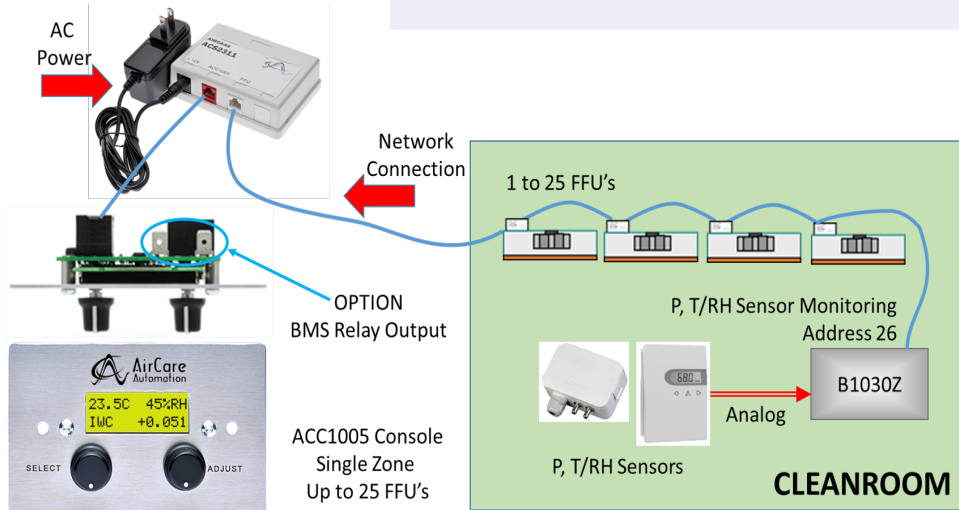 AC
Power
AIRCARE
ACS2311
Network
Connection
1 to 25 FFU's
OPTION
BMS Relay Output
P, T/RH Sensor Monitoring
Address 26
B1030Z
680
Analog
P, T/RH Sensors
CLEANROOM
AirCare
Automation
23.5C 45%RH
IWC +0.051
SELECT
ADJUST
ACC1005 Console
Single Zone
Up to 25 FFU's